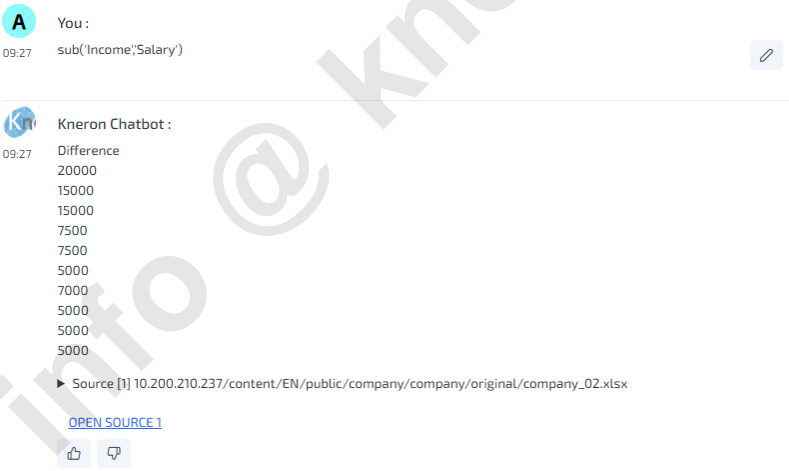 A
You :
09:27
sub('Income','Salary')
Kn
Kneron Chatbot :
09:27
Difference
20000
15000
15000
7500
7500
5000
7000
5000
5000
5000
Source [1] 10.200.210.237/content/EN/public/company/company/original/company_02.xlsx
OPEN SOURCE 1
info @ kne